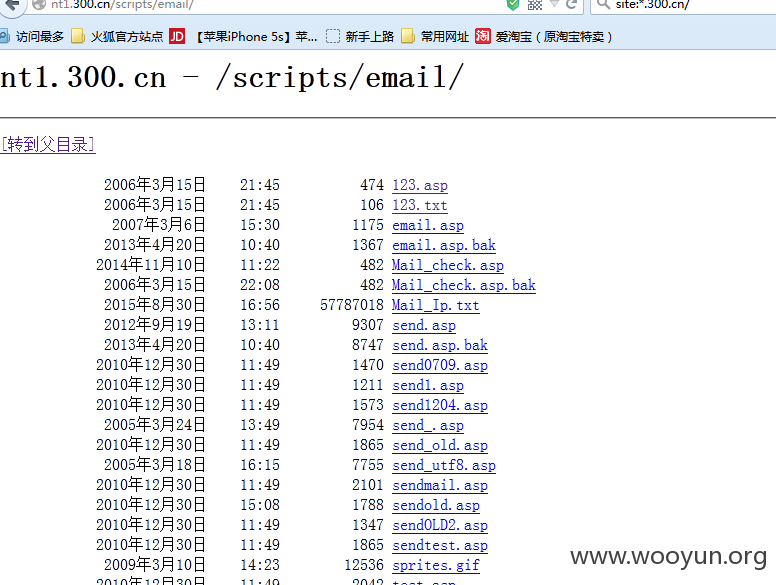 nt1.300.cn/scripts/email/ site:*.300.cn/
访问最多 火狐官方站点 JD 【苹果iPhone 5s】苹... 新手上路 常用网址 淘 爱淘宝（原淘宝特卖）
nt1.300.cn - /scripts/email/
[转到父目录]
2006年3月15日 21:45 474 123.asp
2006年3月15日 21:45 106 123.txt
2007年3月6日 15:30 1175 email.asp
2013年4月20日 10:40 1367 email.asp.bak
2014年11月10日 11:22 482 Mail_check.asp
2006年3月15日 22:08 482 Mail_check.asp.bak
2015年8月30日 16:56 57787018 Mail_Ip.txt
2012年9月19日 13:11 9307 send.asp
2013年4月20日 10:40 8747 send.asp.bak
2010年12月30日 11:49 1470 send0709.asp
2010年12月30日 11:49 1211 send1.asp
2010年12月30日 11:49 1573 send1204.asp
2005年3月24日 13:49 7954 send_.asp
2010年12月30日 11:49 1865 send_old.asp
2005年3月18日 16:15 7755 send_utf8.asp
2010年12月30日 11:49 2101 sendmail.asp
2010年12月30日 15:08 1788 sendold.asp
2010年12月30日 11:49 1347 sendOLD2.asp
2010年12月30日 11:49 1865 sendtest.asp
2009年3月10日 14:23 12536 sprites.gif
2010年12月30日 11:49 2042 test.asp
www.wooyun.org